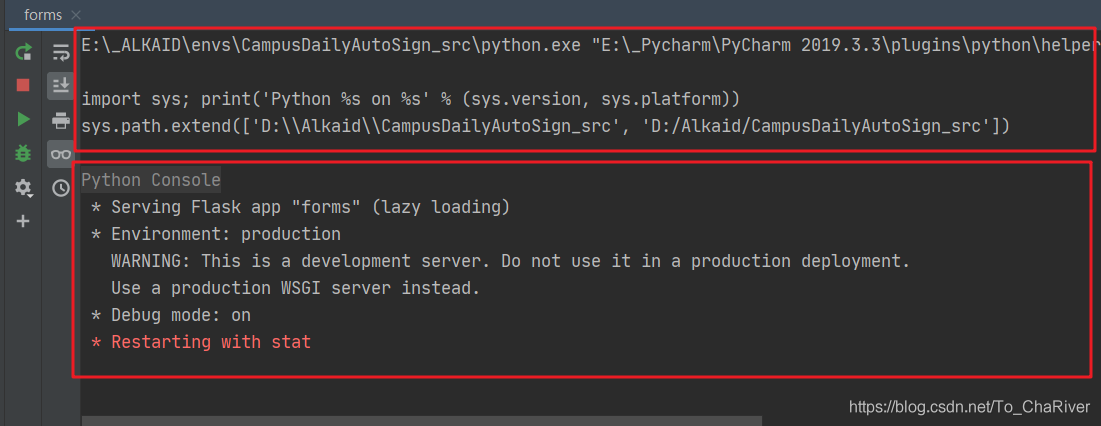 forms
E:\_ALKAID\envs\CampusDailyAutoSign_src\python.exe "E:\_Pycharm\PyCharm 2019.3.3\plugins\python\helper
import sys; print('Python %s on %s' % (sys.version, sys.platform))
sys.path.extend(['D:\\Alkaid\\CampusDailyAutoSign_src', 'D:/Alkaid/CampusDailyAutoSign_src'])
Python Console
* Serving Flask app "forms" (lazy loading)
* Environment: production
WARNING: This is a development server. Do not use it in a production deployment.
Use a production WSGI server instead.
* Debug mode: on
* Restarting with stat
https://blog.csdn.net/To_ChaRiver